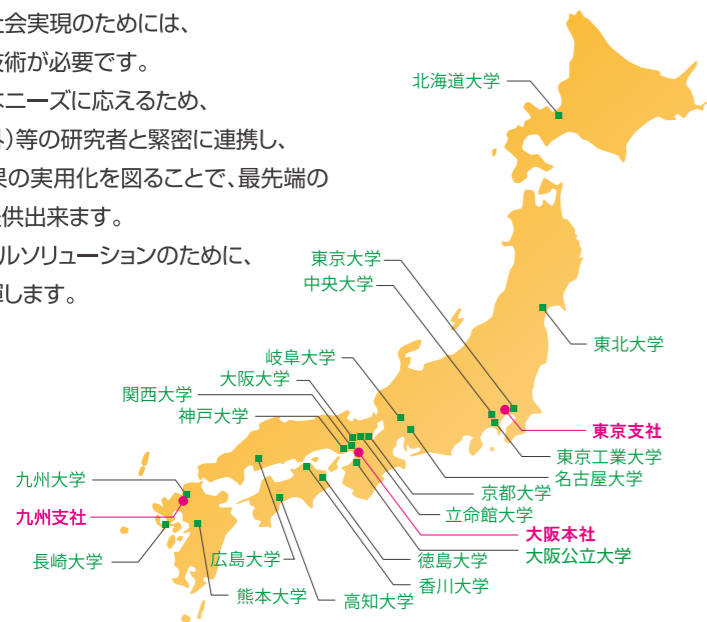 社会実現のためには、
技術が必要です。
ニーズに応えるため、
)等の研究者と緊密に連携し、
果の実用化を図ることで、最先端の
提供出来ます。
ルソリューションのために、
揮します。
北海道大学
東京大学
中央大学
東北大学
岐阜大学
大阪大学
関西大学
神戸大学
東京支社
東京工業大学
名古屋大学
九州大学
京都大学
九州支社
立命館大学
大阪本社
長崎大学
広島大学
徳島大学
大阪公立大学
香川大学
熊本大学
高知大学